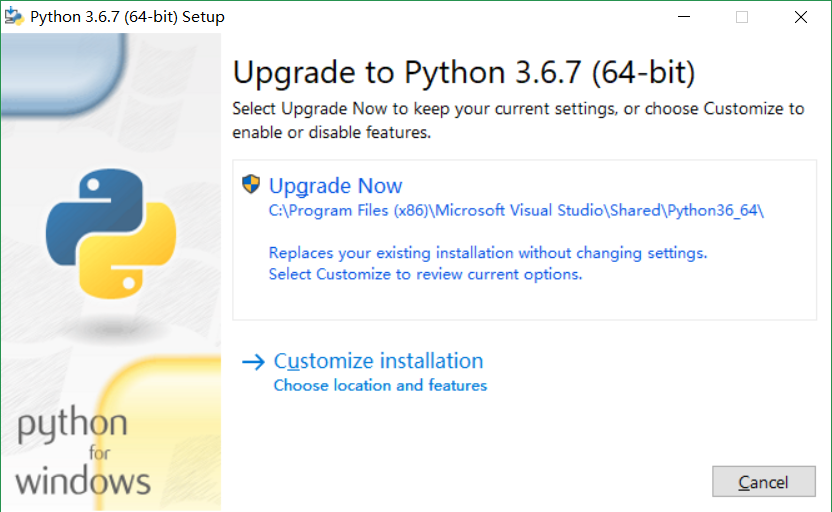 Python 3.6.7 (64-bit) Setup
Upgrade to Python 3.6.7 (64-bit)
Select Upgrade Now to keep your current settings, or choose Customize to
enable or disable features.
Upgrade Now
C:\Program Files (x86)\Microsoft Visual Studio\Shared\Python36_64\
Replaces your existing installation without changing settings.
Select Customize to review current options.
Customize installation
Choose location and features
python
for
windows
Cancel